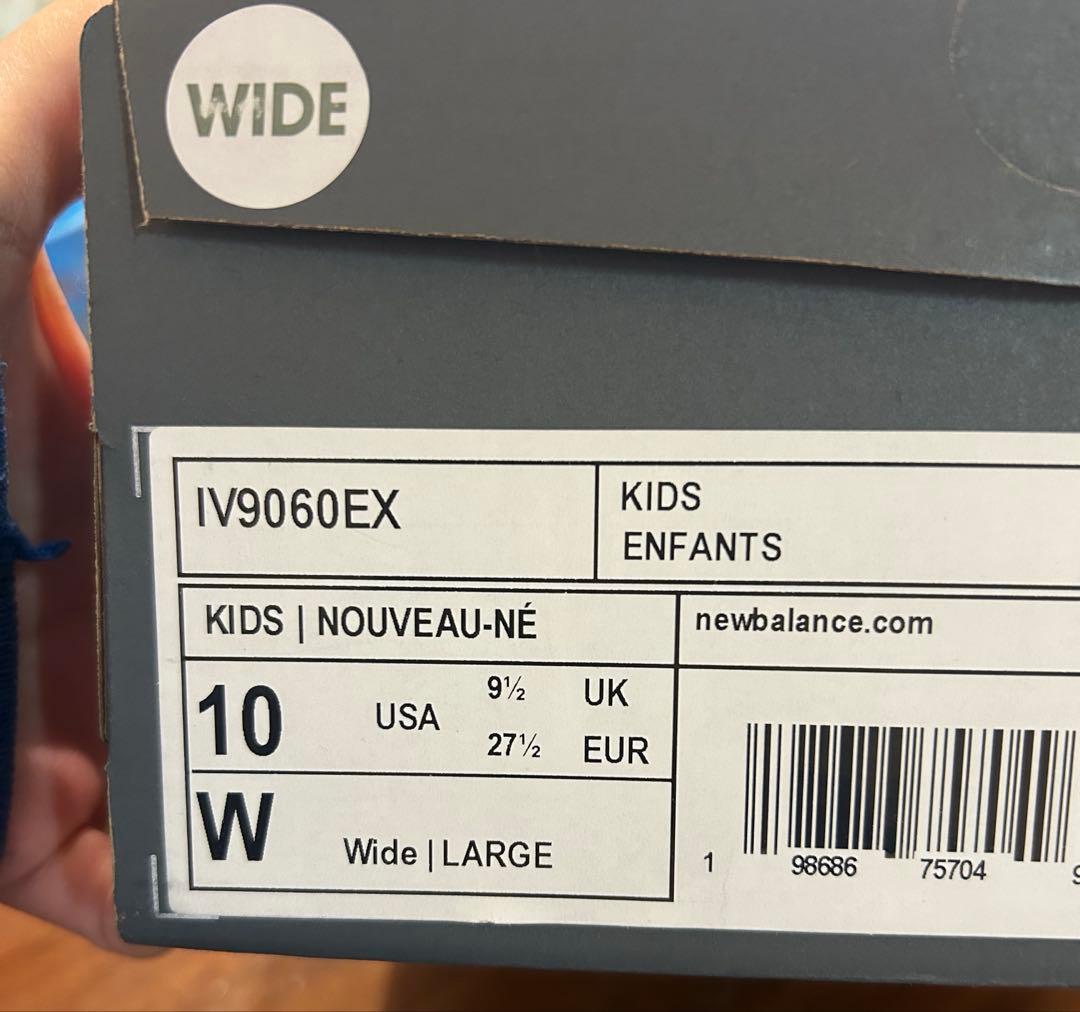 WIDE
IV9060EX
KIDS
ENFANTS
KIDS | NOUVEAU-NÉ
newbalance.com
10 USA 9½ UK
27½ EUR
W Wide | LARGE
1 98686 75704